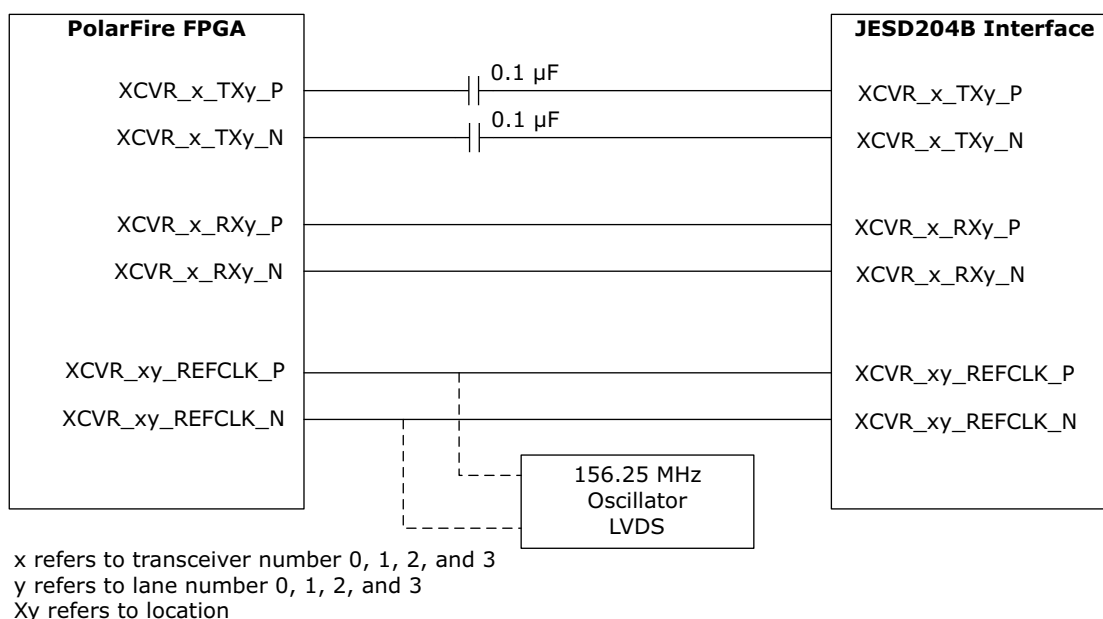 PolarFire FPGA
JESD204B Interface
0.1 µF
XCVR_x_TXy_P
XCVR_x_TXy_P
0.1 µF
XCVR_x_TXy_N
XCVR_x_TXy_N
XCVR_x_RXy_P
XCVR_x_RXy_P
XCVR_x_RXy_N
XCVR_x_RXy_N
XCVR_xy_REFCLK_P
XCVR_xy_REFCLK_P
XCVR_xy_REFCLK_N
XCVR_xy_REFCLK_N
156.25 MHz
Oscillator
LVDS
x refers to transceiver number 0, 1, 2, and 3
y refers to lane number 0, 1, 2, and 3
Xy refers to location